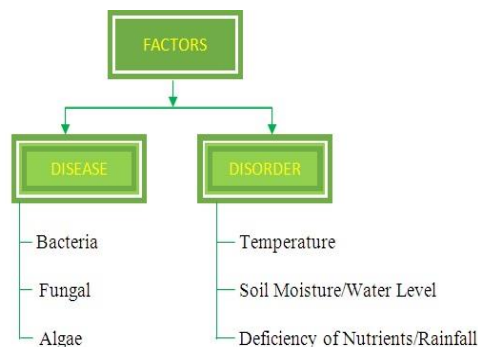 FACTORS
DISEASE
DISORDER
Bacteria
Temperature
Fungal
Soil Moisture/Water Level
Algae
Deficiency of Nutrients/Rainfall